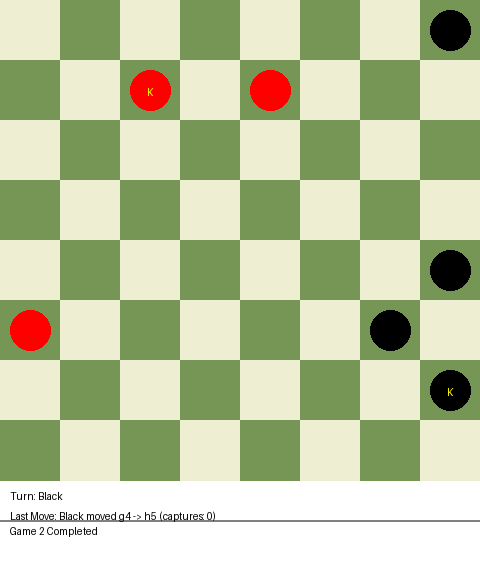 K
K
Turn: Black
Last Move: Black moved g4 -> h5 (captures: 0)
Game 2 Completed